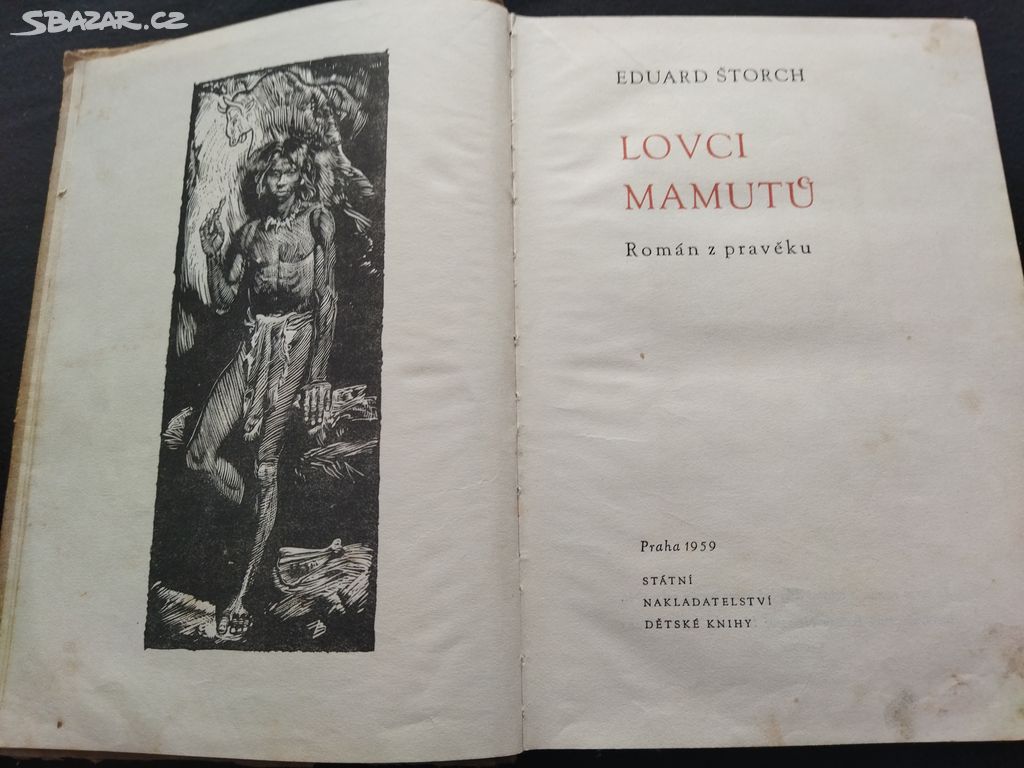 SBAZAR.CZ
EDUARD ŠTORCH
LOVCI
MAMUTŮ
Román z pravěku
Praha 1959
STÁTNÍ
NAKLADATELSTVÍ
DĚTSKÉ KNIHY